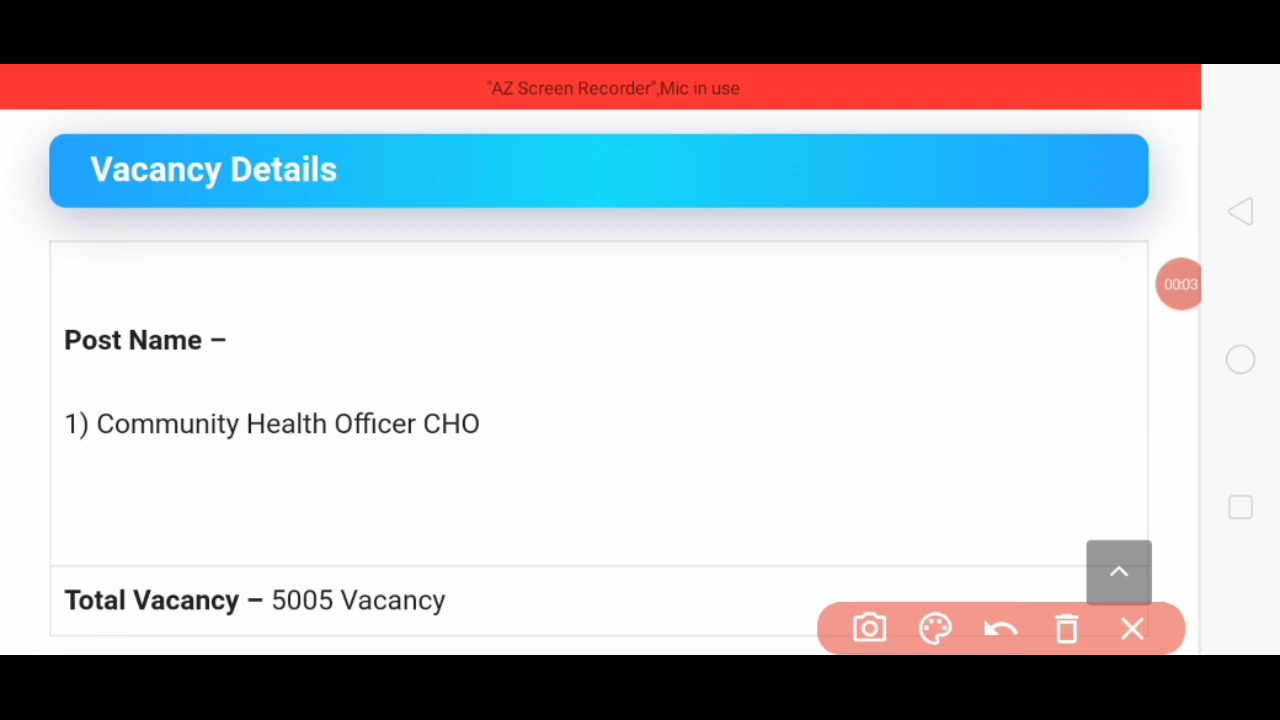 "AZ Screen Recorder",Mic in use
Vacancy Details
00:03
Post Name –
1) Community Health Officer CHO
Total Vacancy – 5005 Vacancy